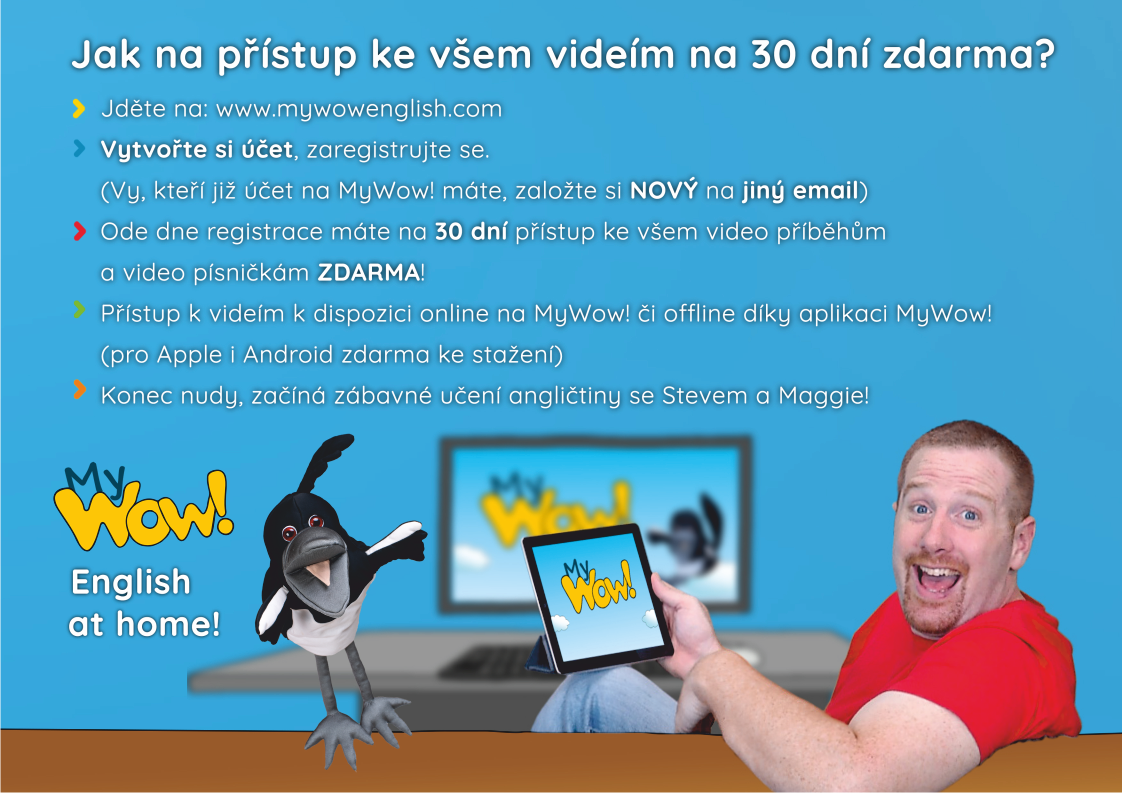 Jak na přístup ke všem videím na 30 dní zdarma?
Jděte na: www.mywowenglish.com
Vytvořte si účet, zaregistrujte se.
(Vy, kteří již účet na MyWow! máte, založte si NOVÝ na jiný email)
Ode dne registrace máte na 30 dní přístup ke všem video příběhům
a video písničkám ZDARMA!
Přístup k videím k dispozici online na MyWow! či offline díky aplikaci MyWow!
(pro Apple i Android zdarma ke stažení)
Konec nudy, začíná zábavné učení angličtiny se Stevem a Maggie!
My
Wow!
English
at home!
My
Wow!
My
Wow!